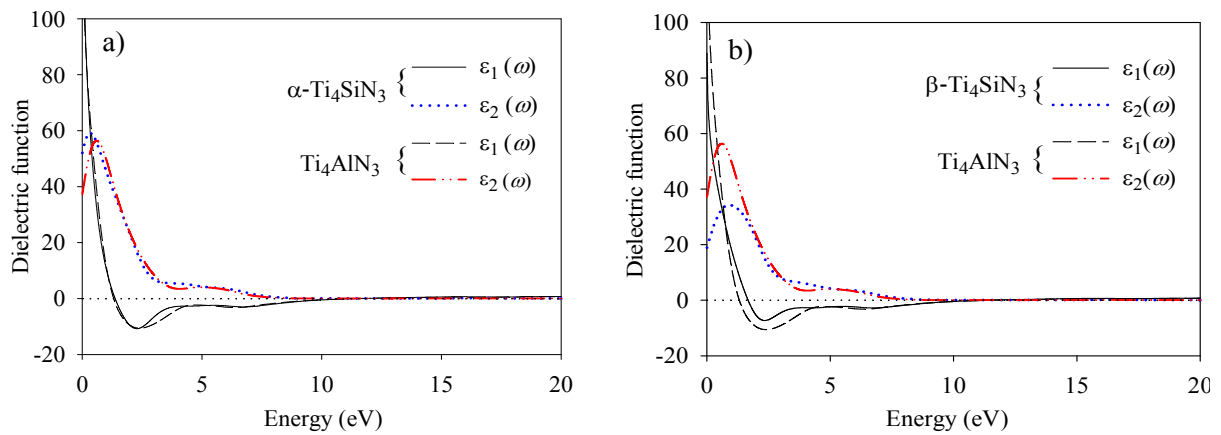 a)
Dielectric function
100
80
60
40
20
0
-20
0
5
10
15
20
Energy (eV)
α-Ti₄SiN₃ {
ε₁(ω)
ε₂(ω)
Ti₄AlN₃ {
ε₁(ω)
ε₂(ω)
b)
Dielectric function
100
80
60
40
20
0
-20
0
5
10
15
20
Energy (eV)
β-Ti₄SiN₃ {
ε₁(ω)
ε₂(ω)
Ti₄AlN₃ {
ε₁(ω)
ε₂(ω)